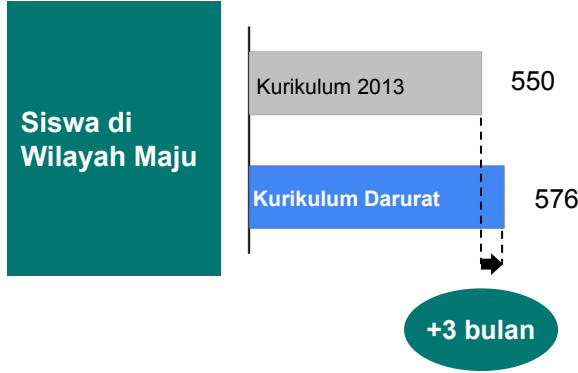 Siswa di
Wilayah Maju
Kurikulum 2013
550
Kurikulum Darurat
576
+3 bulan